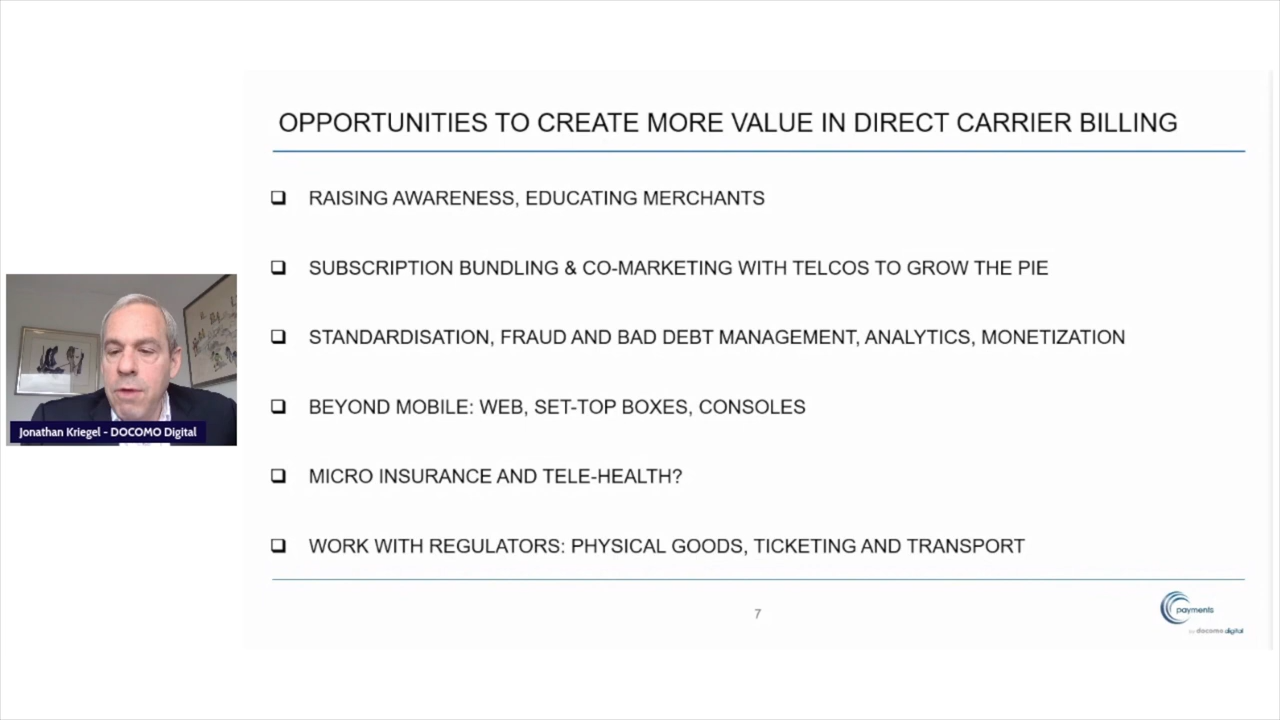 OPPORTUNITIES TO CREATE MORE VALUE IN DIRECT CARRIER BILLING
RAISING AWARENESS, EDUCATING MERCHANTS
SUBSCRIPTION BUNDLING & CO-MARKETING WITH TELCOS TO GROW THE PIE
STANDARDISATION, FRAUD AND BAD DEBT MANAGEMENT, ANALYTICS, MONETIZATION
BEYOND MOBILE: WEB, SET-TOP BOXES, CONSOLES
MICRO INSURANCE AND TELE-HEALTH?
WORK WITH REGULATORS: PHYSICAL GOODS, TICKETING AND TRANSPORT
Jonathan Kriegel - DOCOMO Digital
7
payments
by docomo digital